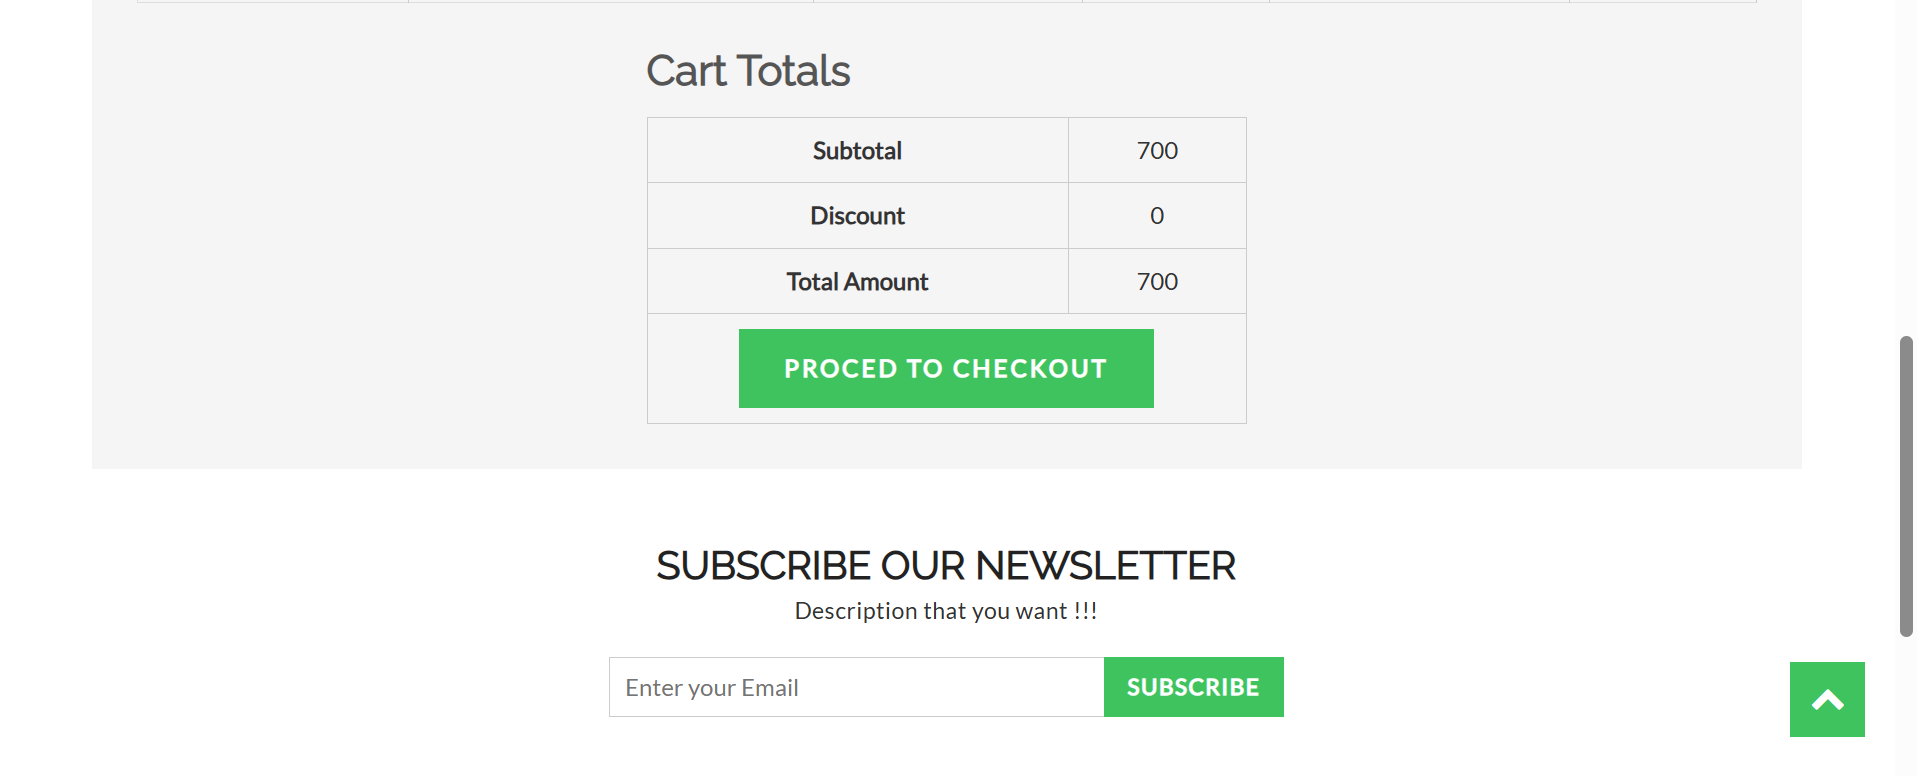 Cart Totals
Subtotal 700
Discount 0
Total Amount 700
PROCED TO CHECKOUT
SUBSCRIBE OUR NEWSLETTER
Description that you want !!!
Enter your Email SUBSCRIBE